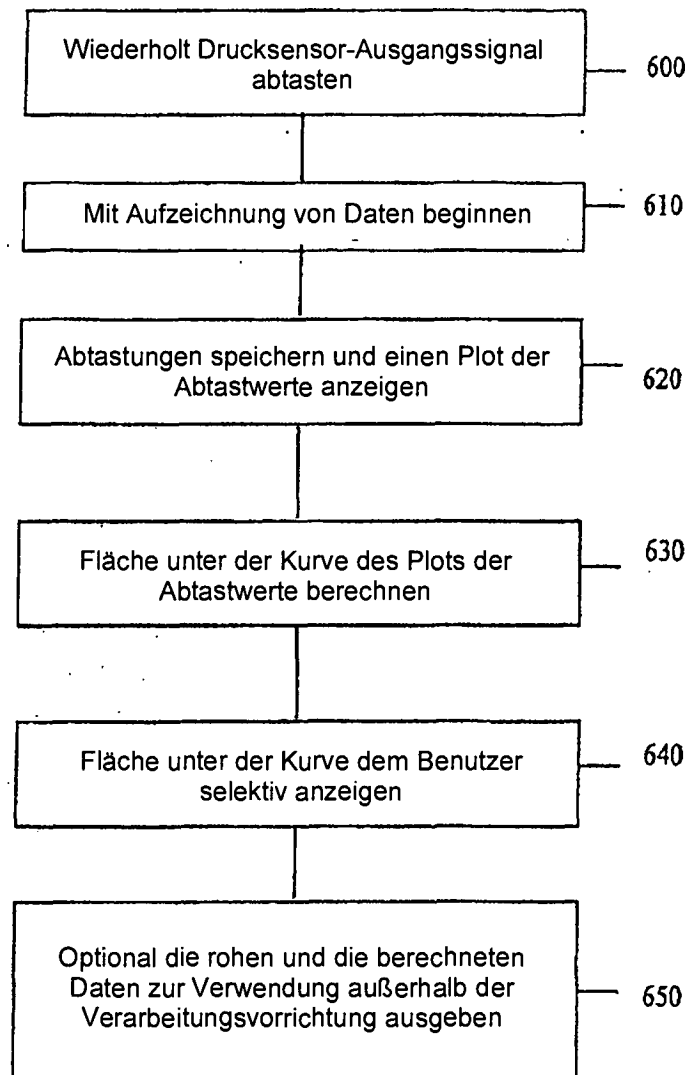 Wiederholt Drucksensor-Ausgangssignal
abtasten
600
Mit Aufzeichnung von Daten beginnen
610
Abtastungen speichern und einen Plot der
Abtastwerte anzeigen
620
Fläche unter der Kurve des Plots der
Abtastwerte berechnen
630
Fläche unter der Kurve dem Benutzer
selektiv anzeigen
640
Optional die rohen und die berechneten
Daten zur Verwendung außerhalb der
Verarbeitungsvorrichtung ausgeben
650